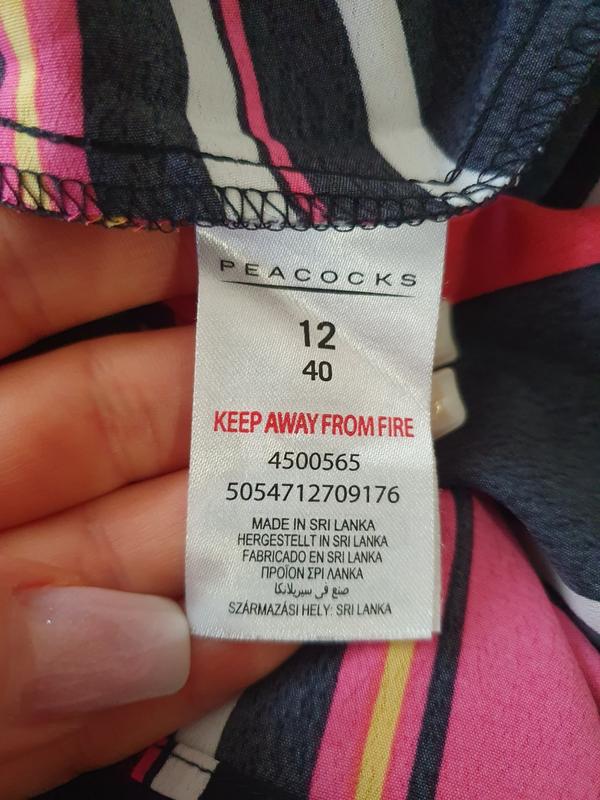 PEACOCKS
12
40
KEEP AWAY FROM FIRE
4500565
5054712709176
MADE IN SRI LANKA
HERGESTELLT IN SRI LANKA
FABRICADO EN SRI LANKA
ΠΡΟΪΟΝ ΣΡΙ ΛΑΝΚΑ
صنع في سيريلانكا
SZÁRMAZÁSI HELY: SRI LANKA